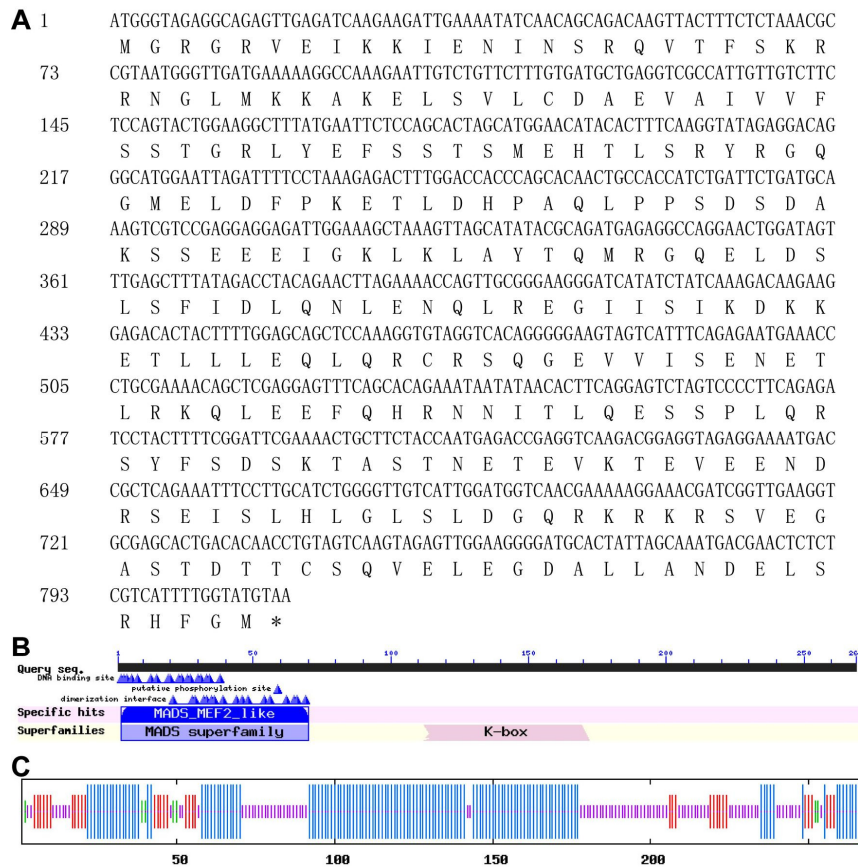 A
1 ATGGGTAGAGGCAGAGTTGAGATCAAGAAGATTGAAAATATCAACAGCAGACAAGTTACTTTCTCTAAACGC
M G R G R V E I K K I E N I N S R Q V T F S K R
73 CGTAATGGGTTGATGAAAAAGGCCAAAGAATTGTCTGTTCTTTGTGATGCTGAGGTCGCCATTGTTGTCTTC
R N G L M K K A K E L S V L C D A E V A I V V F
145 TCCAGTACTGGAAGGCTTTATGAATTCTCCAGCACTAGCATGGAACATACACTTTCAAGGTATAGAGGACAG
S S T G R L Y E F S S T S M E H T L S R Y R G Q
217 GGCATGGAATTAGATTTTCCTAAAGAGACTTTGGACCACCCAGCACAACTGCCACCATCTGATTCTGATGCA
G M E L D F P K E T L D H P A Q L P P S D S D A
289 AAGTCGTCCGAGGAGGAGATTGGAAAGCTAAAGTTAGCATATACGCAGATGAGAGGCCAGGAACTGGATAGT
K S S E E E I G K L K L A Y T Q M R G Q E L D S
361 TTGAGCTTTATAGACCTACAGAACTTAGAAAACCAGTTGCGGGAAGGGATCATATCTATCAAAGACAAGAAG
L S F I D L Q N L E N Q L R E G I I S I K D K K
433 GAGACACTACTTTTGGAGCAGCTCCAAAGGTGTAGGTCACAGGGGGAAGTAGTCATTTCAGAGAATGAAACC
E T L L L E Q L Q R C R S Q G E V V I S E N E T
505 CTGCGAAAACAGCTCGAGGAGTTTCAGCACAGAAATAATATAACACTTCAGGAGTCTAGTCCCCTTCAGAGA
L R K Q L E E F Q H R N N I T L Q E S S P L Q R
577 TCCTACTTTTCGGATTCGAAAACTGCTTCTACCAATGAGACCGAGGTCAAGACGGAGGTAGAGGAAAATGAC
S Y F S D S K T A S T N E T E V K T E V E E N D
649 CGCTCAGAAATTTCCTTGCATCTGGGGTTGTCATTGGATGGTCAACGAAAAAGGAAACGATCGGTTGAAGGT
R S E I S L H L G L S L D G Q R K R K R S V E G
721 GCGAGCACTGACACAACCTGTAGTCAAGTAGAGTTGGAAGGGGATGCACTATTAGCAAATGACGAACTCTCT
A S T D T T C S Q V E L E G D A L L A N D E L S
793 CGTCATTTTGGTATGTAA
R H F G M *
B
1 50 100 150 200 250
Query seq.
DNA binding site
putative phosphorylation site
dimerization interface
Specific hits MADS_MEF2_like
Superfamilies MADS superfamily K-box
C
50 100 150 200